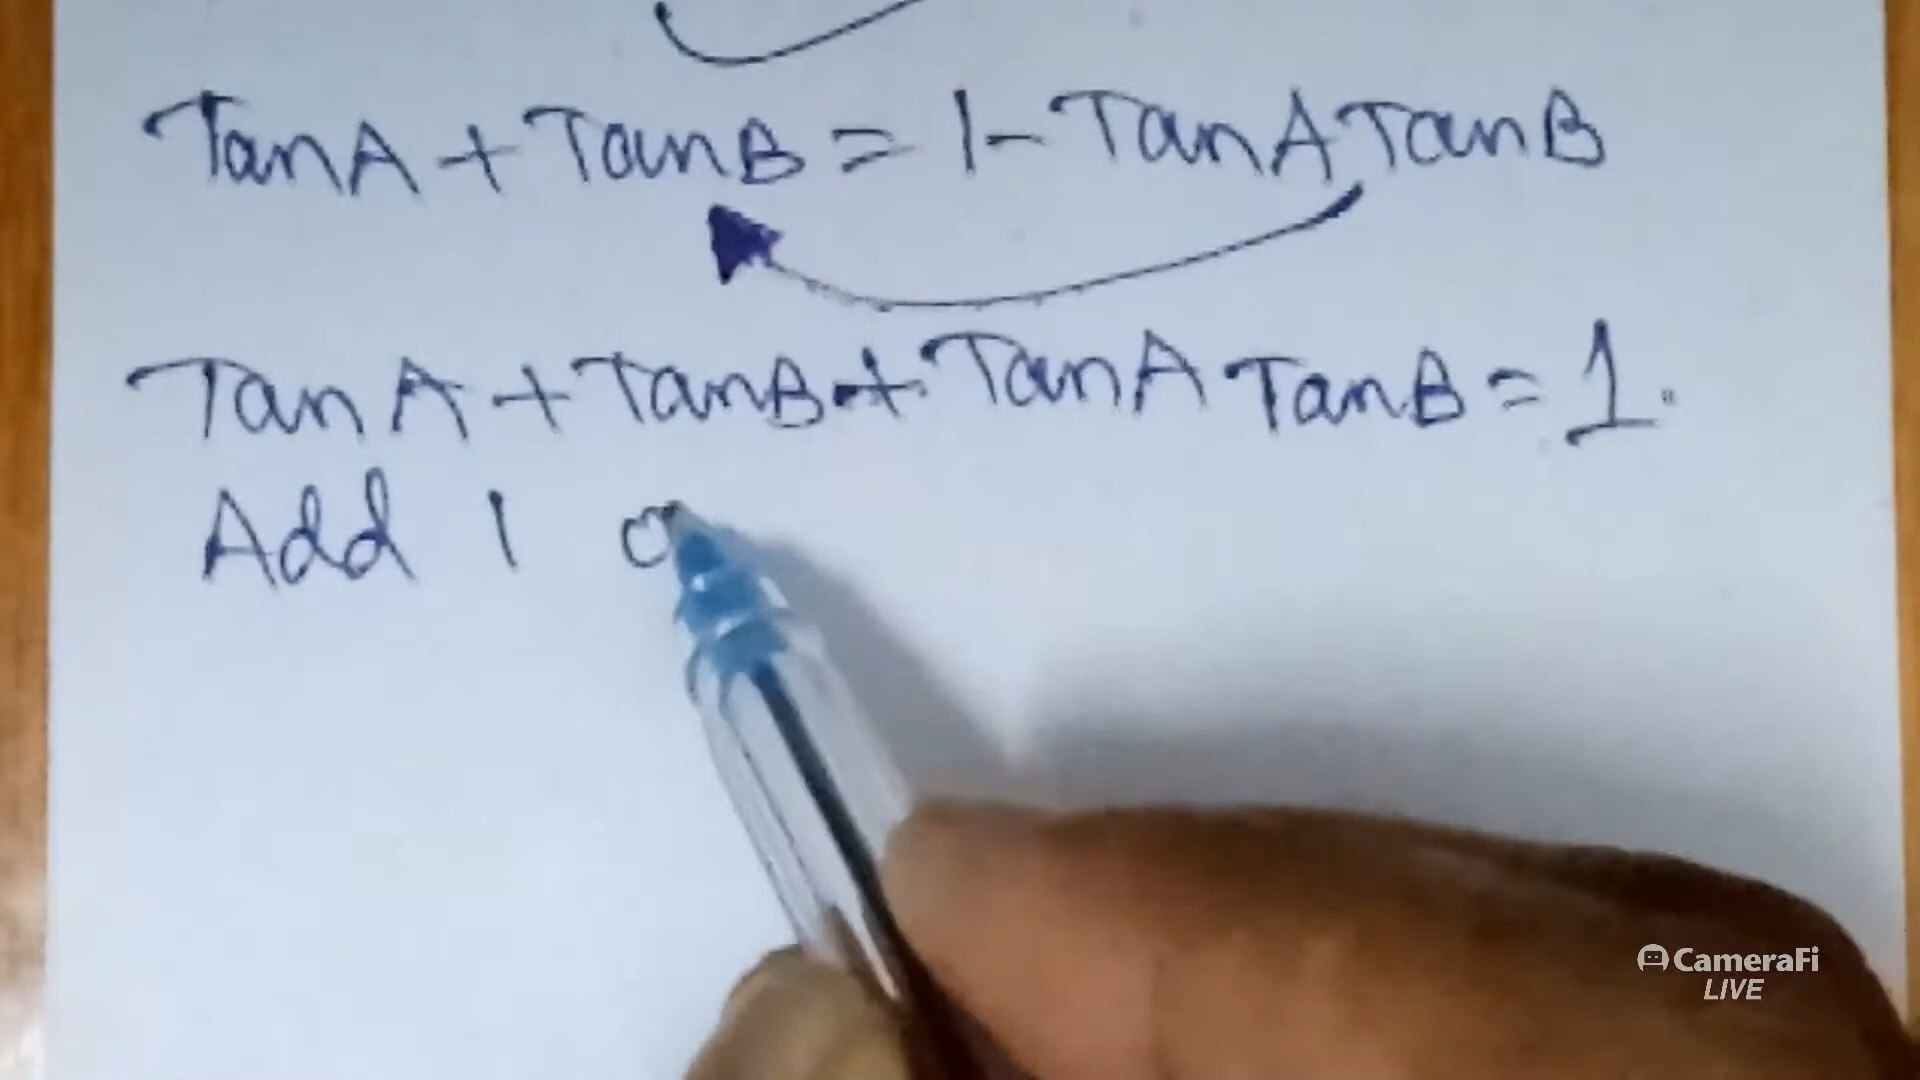 TanA + TanB = 1 - TanA TanB
TanA + TanB + TanA TanB = 1.
Add 1 o
CameraFi
LIVE